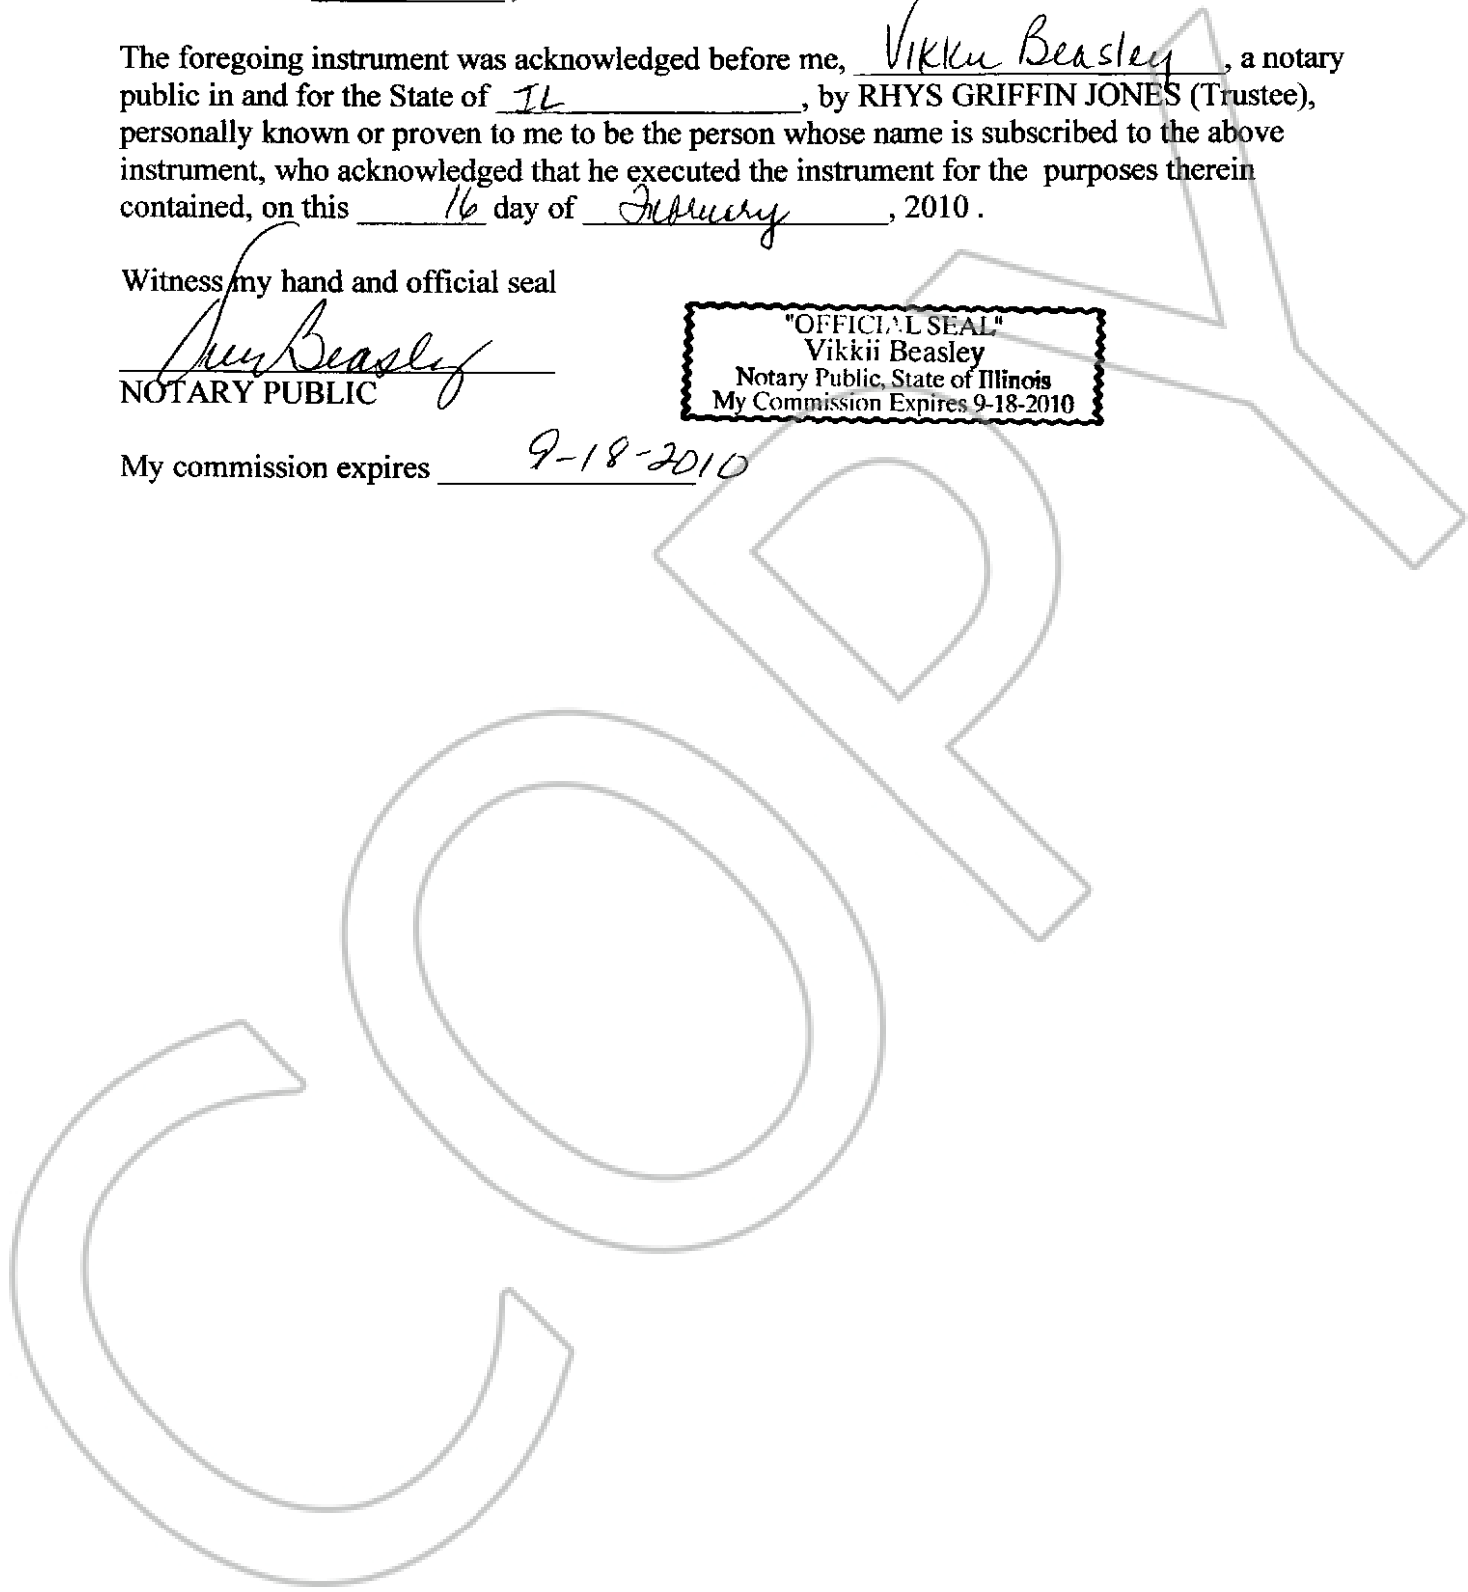 The foregoing instrument was acknowledged before me, Vikkii Beasley, a notary
public in and for the State of IL, by RHYS GRIFFIN JONES (Trustee),
personally known or proven to me to be the person whose name is subscribed to the above
instrument, who acknowledged that he executed the instrument for the purposes therein
contained, on this 16 day of February, 2010 .
Witness my hand and official seal
Beasley
NOTARY PUBLIC
"OFFICIAL SEAL"
Vikkii Beasley
Notary Public, State of Illinois
My Commission Expires 9-18-2010
My commission expires 9-18-2010
COPY